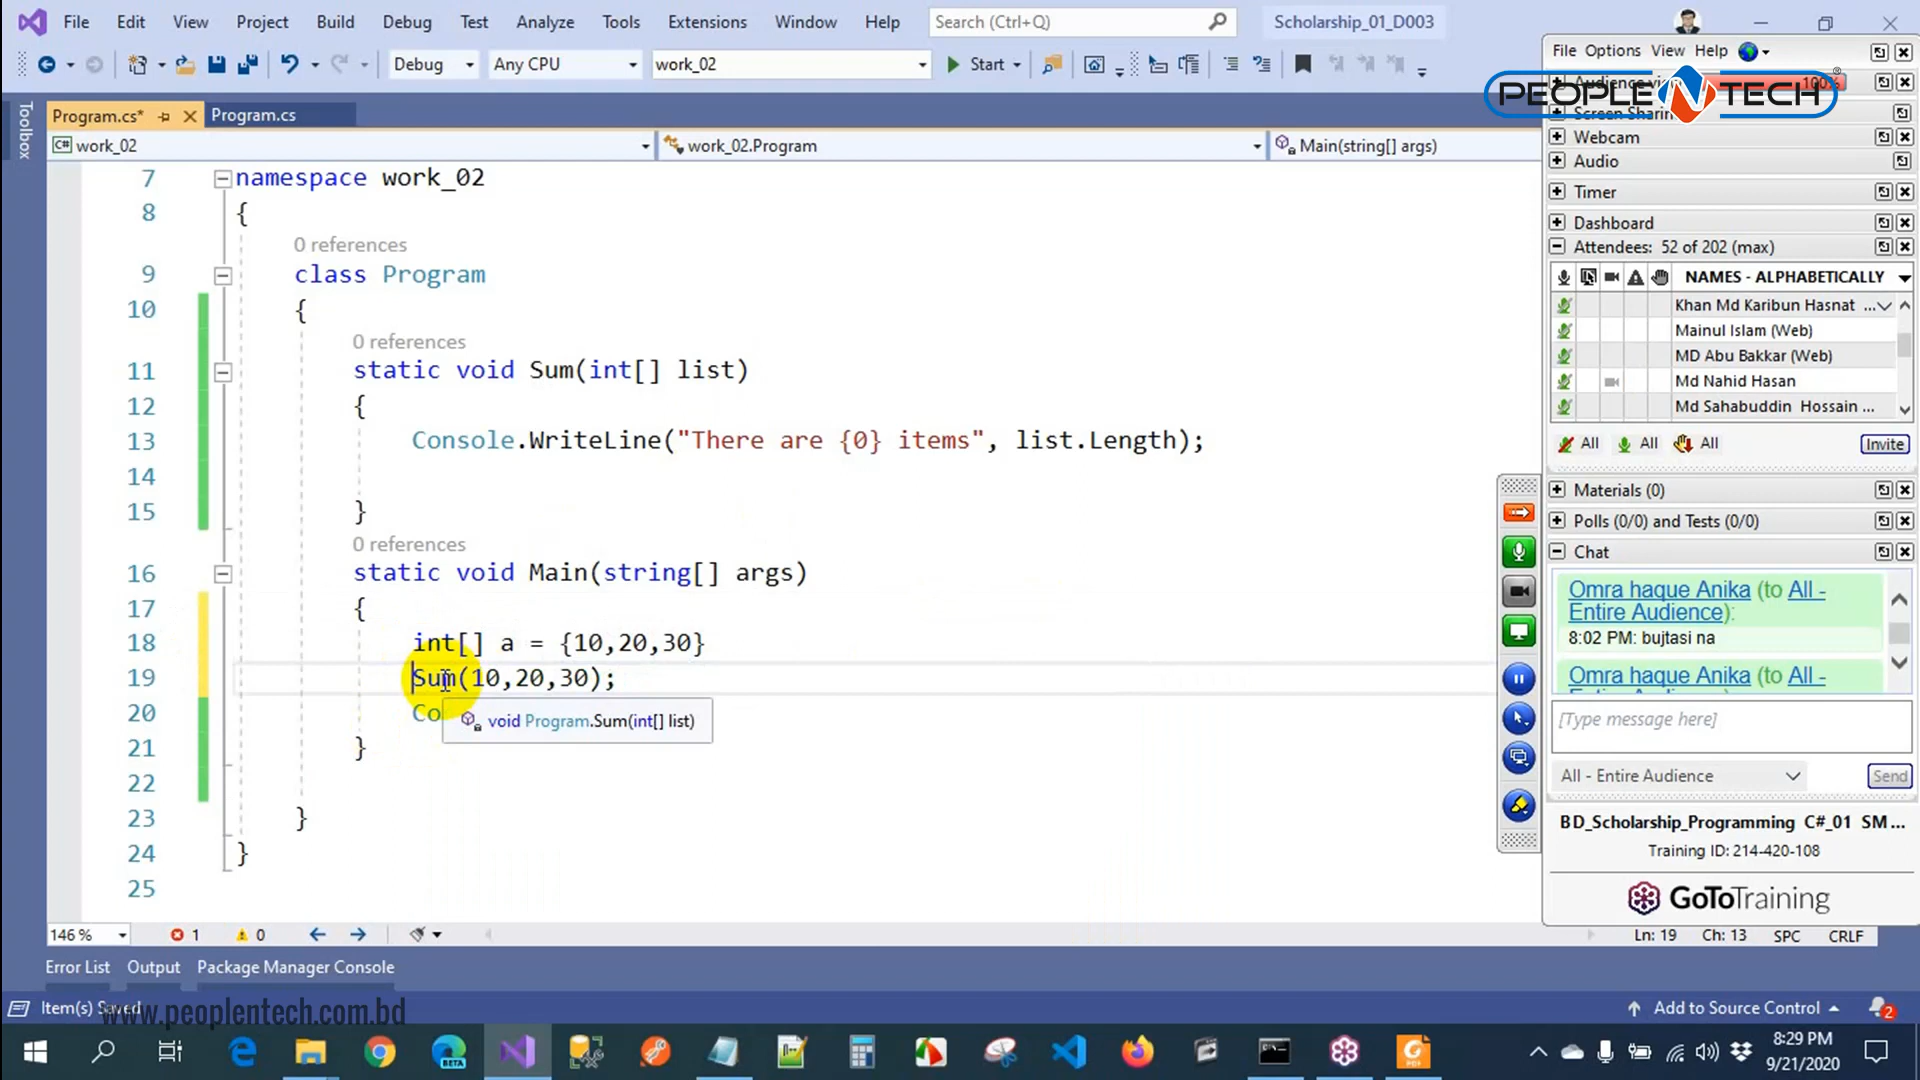 File Edit View Project Build Debug Test Analyze Tools Extensions Window Help Search (Ctrl+Q) Scholarship_01_D003
Debug Any CPU work_02 Start
Program.cs* Program.cs
C# work_02 work_02.Program Main(string[] args)
Toolbox
7 namespace work_02
8 {
0 references
9 class Program
10 {
0 references
11 static void Sum(int[] list)
12 {
13 Console.WriteLine("There are {0} items", list.Length);
14
15 }
0 references
16 static void Main(string[] args)
17 {
18 int[] a = {10,20,30}
19 Sum(10,20,30);
20 Co
void Program.Sum(int[] list)
21 }
22
23 }
24 }
25
146 % 1 0 Ln: 19 Ch: 13 SPC CRLF
Error List Output Package Manager Console
Item(s) Saved Add to Source Control 2
www.peoplentech.com.bd
8:29 PM
9/21/2020
File Options View Help
PEOPLE N TECH
®
100%
Screen Sharin
Webcam
Audio
Timer
Dashboard
Attendees: 52 of 202 (max)
NAMES - ALPHABETICALLY
Khan Md Karibun Hasnat ...
Mainul Islam (Web)
MD Abu Bakkar (Web)
Md Nahid Hasan
Md Sahabuddin Hossain ...
All All All Invite
Materials (0)
Polls (0/0) and Tests (0/0)
Chat
Omra haque Anika (to All -
Entire Audience):
8:02 PM: bujtasi na
Omra haque Anika (to All -
[Type message here]
All - Entire Audience Send
BD_Scholarship_Programming C#_01 SM ...
Training ID: 214-420-108
GoToTraining